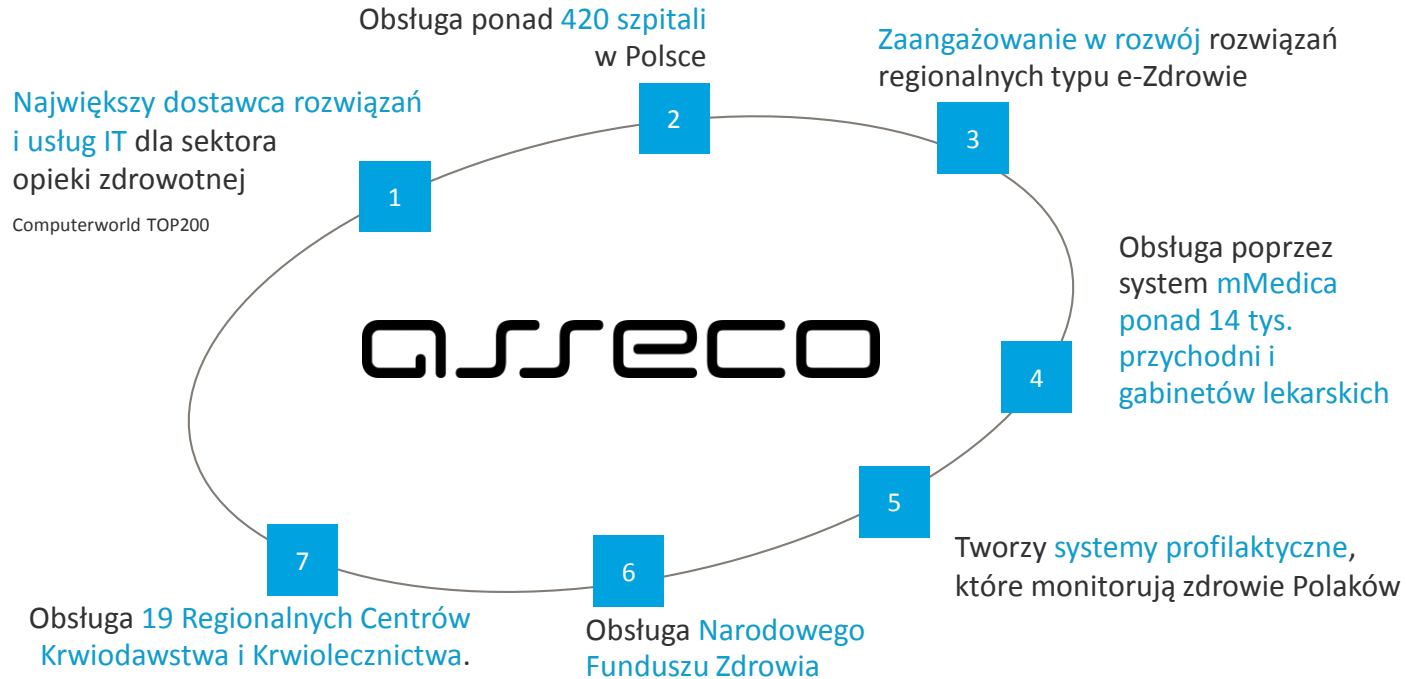 Największy dostawca rozwiązań
i usług IT dla sektora
opieki zdrowotnej
Computerworld TOP200
1
Obsługa ponad 420 szpitali
w Polsce
2
Zaangażowanie w rozwój rozwiązań
regionalnych typu e-Zdrowie
3
asseco
Obsługa poprzez
system mMedica
ponad 14 tys.
przychodni i
gabinetów lekarskich
4
5
Tworzy systemy profilaktyczne,
które monitorują zdrowie Polaków
6
Obsługa Narodowego
Funduszu Zdrowia
7
Obsługa 19 Regionalnych Centrów
Krwiodawstwa i Krwiolecznictwa.